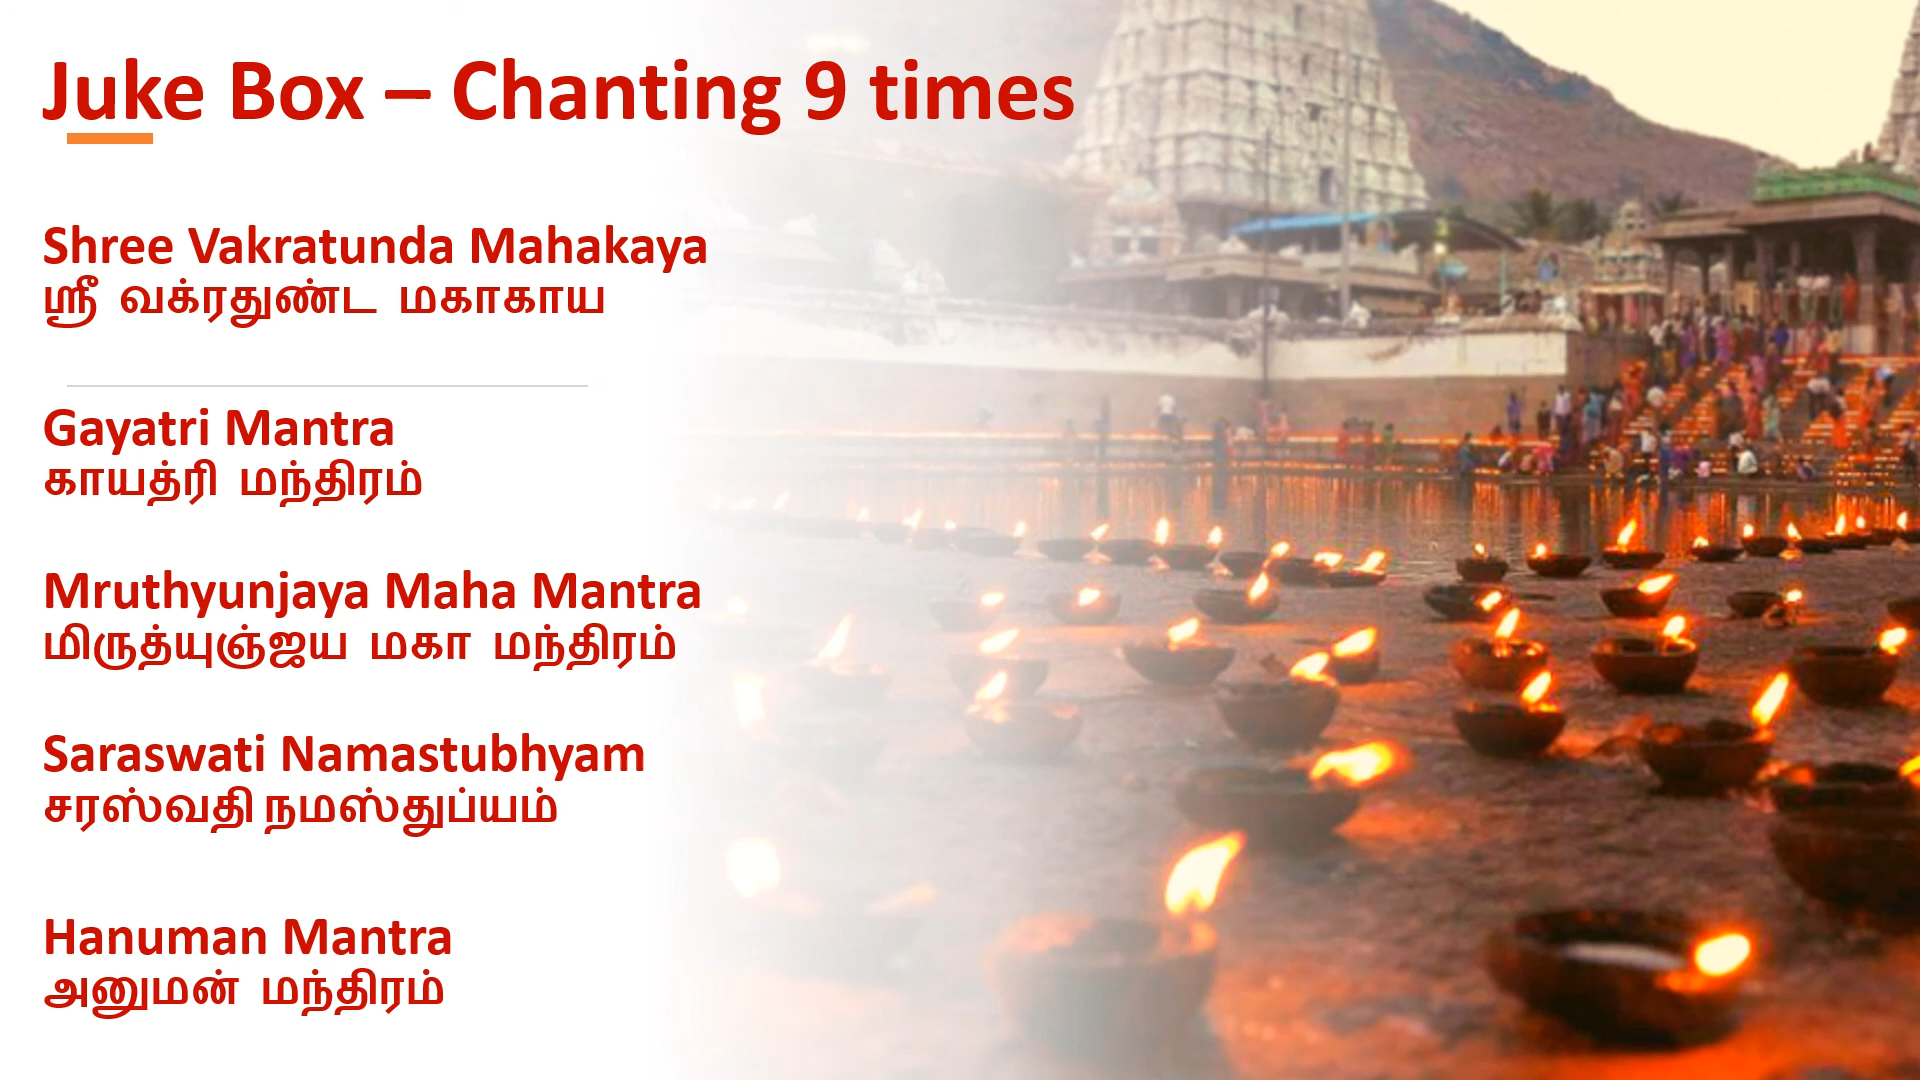 Juke Box – Chanting 9 times
Shree Vakratunda Mahakaya
ஸ்ரீ வக்ரதுண்ட மகாகாய
Gayatri Mantra
காயத்ரி மந்திரம்
Mruthyunjaya Maha Mantra
மிருத்யுஞ்ஜய மகா மந்திரம்
Saraswati Namastubhyam
சரஸ்வதி நமஸ்துப்யம்
Hanuman Mantra
அனுமன் மந்திரம்